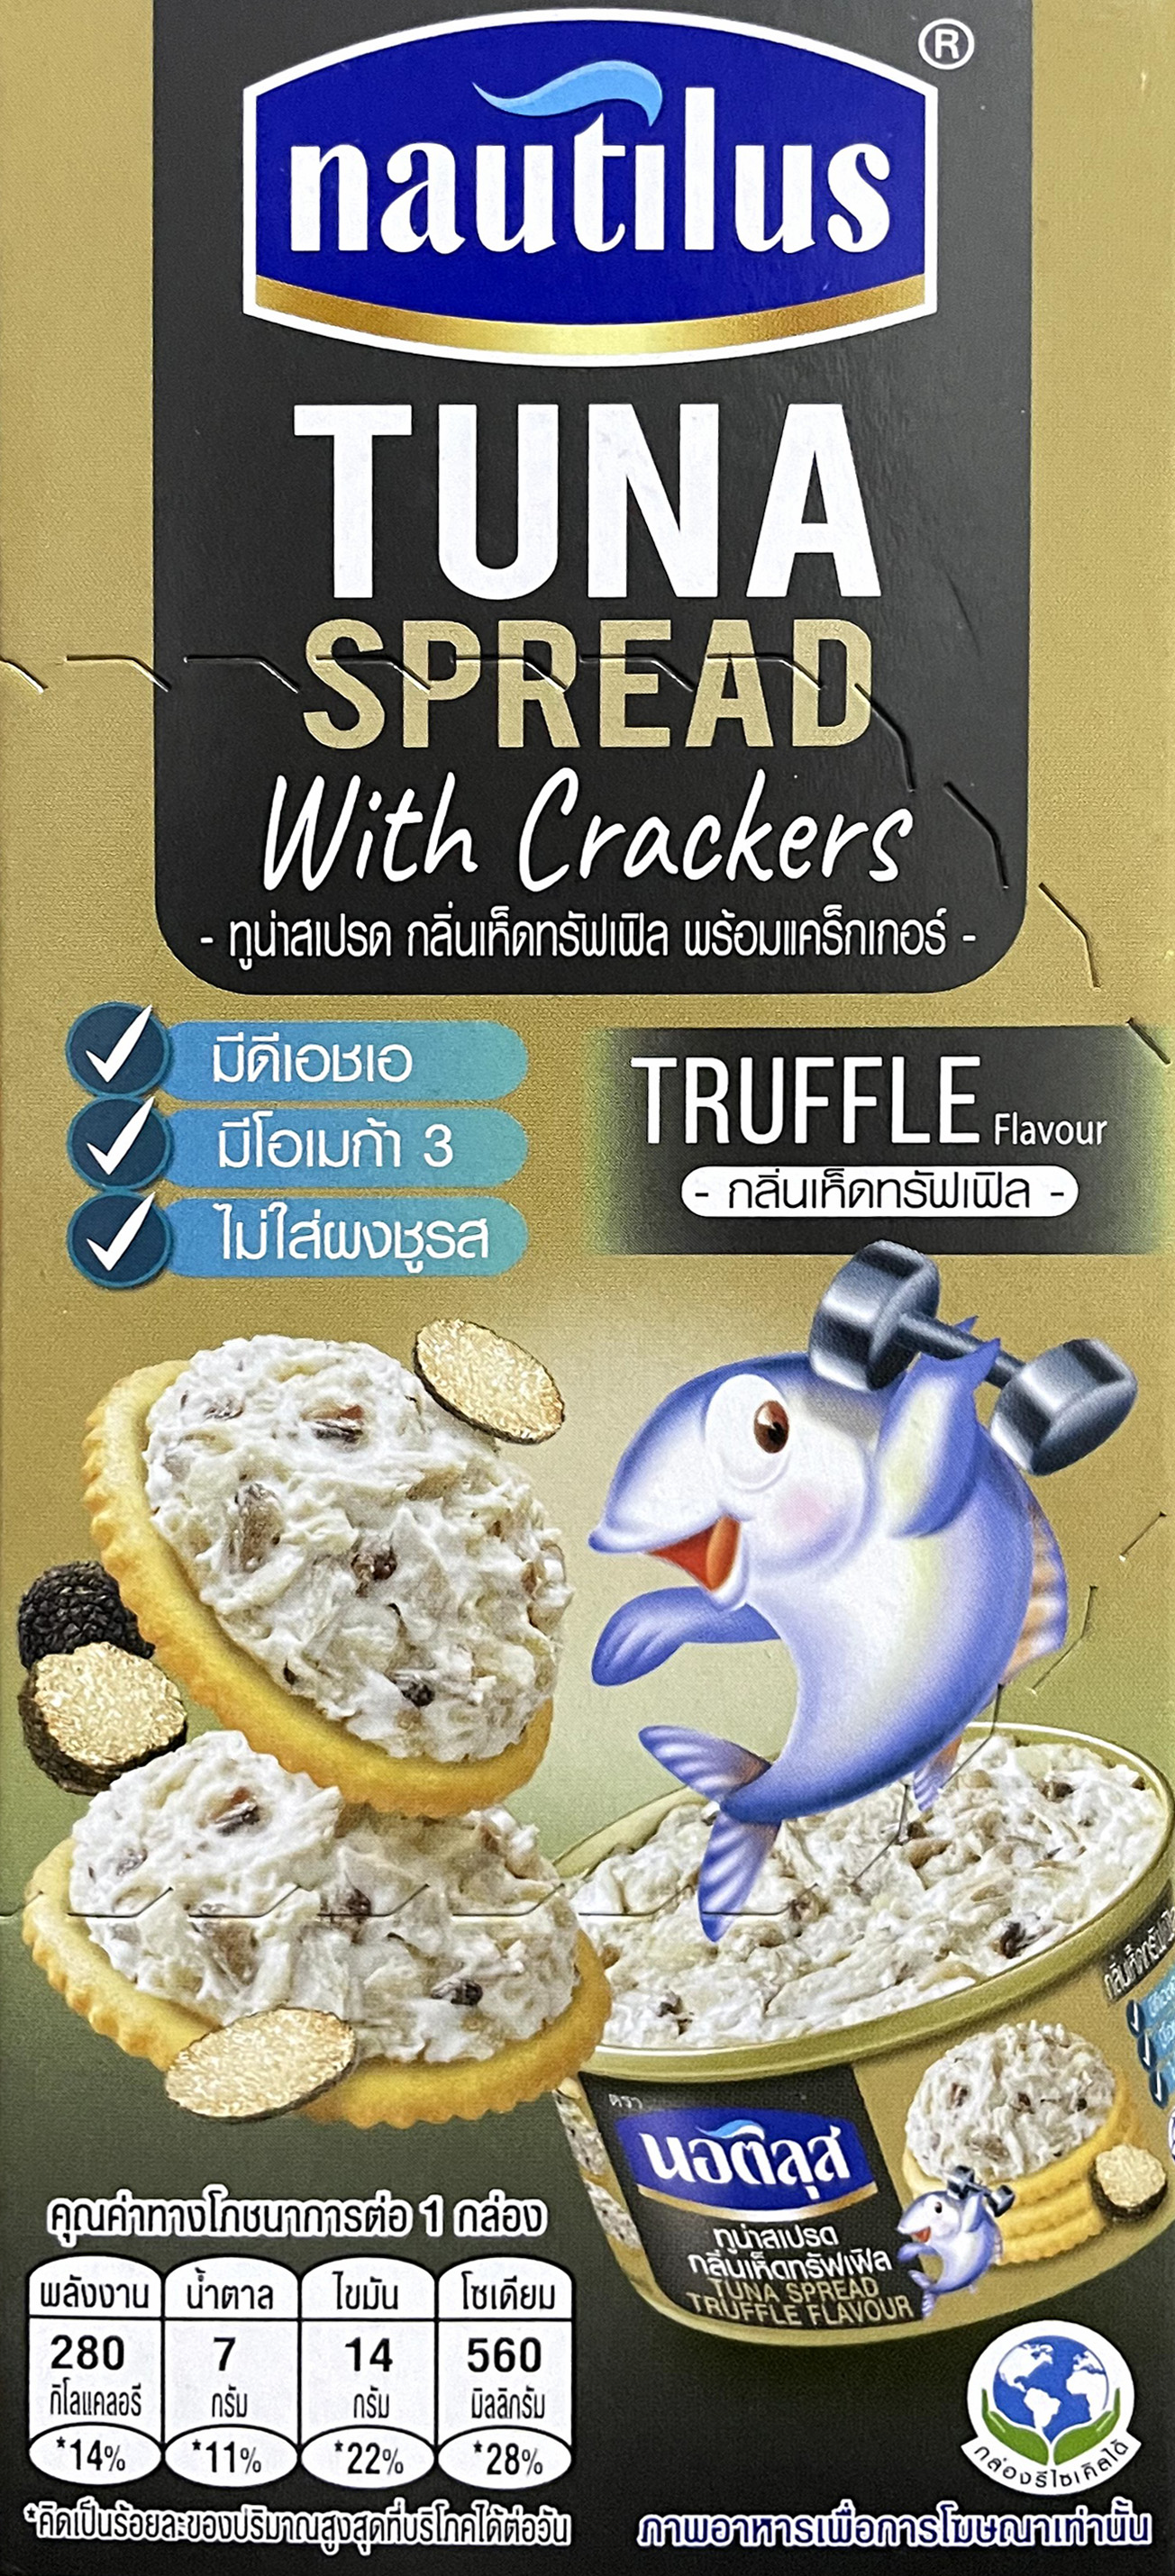 nautilus ®
TUNA
SPREAD
With Crackers
- ทูน่าสเปรด กลิ่นเห็ดทรัฟเฟิล พร้อมแคร็กเกอร์ -
มีดีเอชเอ
มีโอเมก้า 3
ไม่ใส่ผงชูรส
TRUFFLE Flavour
- กลิ่นเห็ดทรัฟเฟิล -
กลิ่นเห็ดทรัฟเฟิล
ตรา
นอติลุส
ทูน่าสเปรด
กลิ่นเห็ดทรัฟเฟิล
TUNA SPREAD
TRUFFLE FLAVOUR
คุณค่าทางโภชนาการต่อ 1 กล่อง
พลังงาน น้ำตาล ไขมัน โซเดียม
280 7 14 560
กิโลแคลอรี กรัม กรัม มิลลิกรัม
*14% *11% *22% *28%
*คิดเป็นร้อยละของปริมาณสูงสุดที่บริโภคได้ต่อวัน
กล่องรีไซเคิลได้
ภาพอาหารเพื่อการโฆษณาเท่านั้น